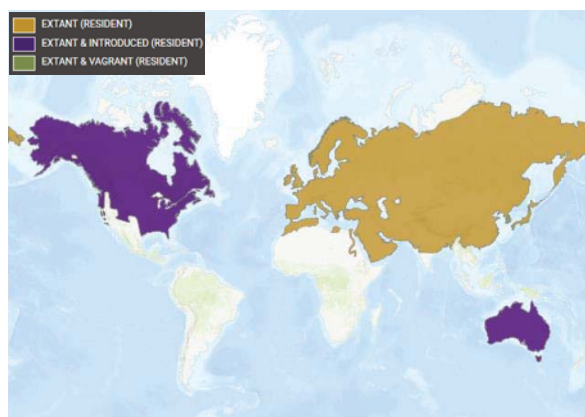 EXTANT (RESIDENT)
EXTANT & INTRODUCED (RESIDENT)
EXTANT & VAGRANT (RESIDENT)